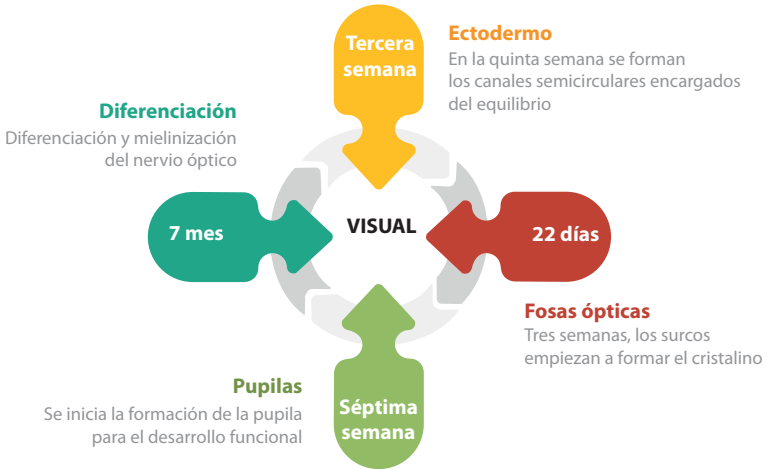 Tercera
semana
Ectodermo
En la quinta semana se forman
los canales semicirculares encargados
del equilibrio
Diferenciación
Diferenciación y mielinización
del nervio óptico
7 mes
VISUAL
22 días
Fosas ópticas
Tres semanas, los surcos
empiezan a formar el cristalino
Pupilas
Se inicia la formación de la pupila
para el desarrollo funcional
Séptima
semana